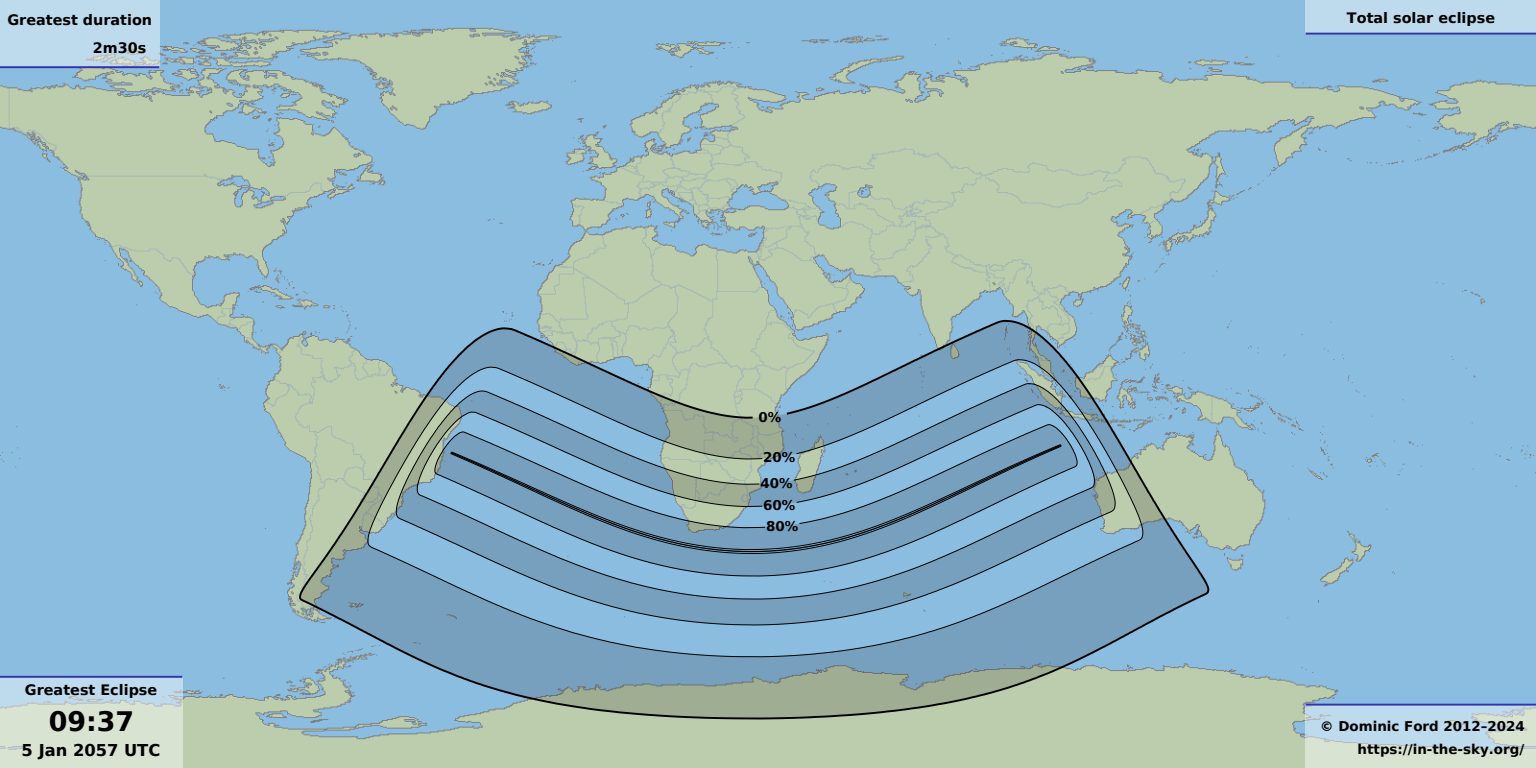 Greatest duration
2m30s
Total solar eclipse
0%
20%
40%
60%
80%
Greatest Eclipse
09:37
5 Jan 2057 UTC
© Dominic Ford 2012–2024
https://in-the-sky.org/